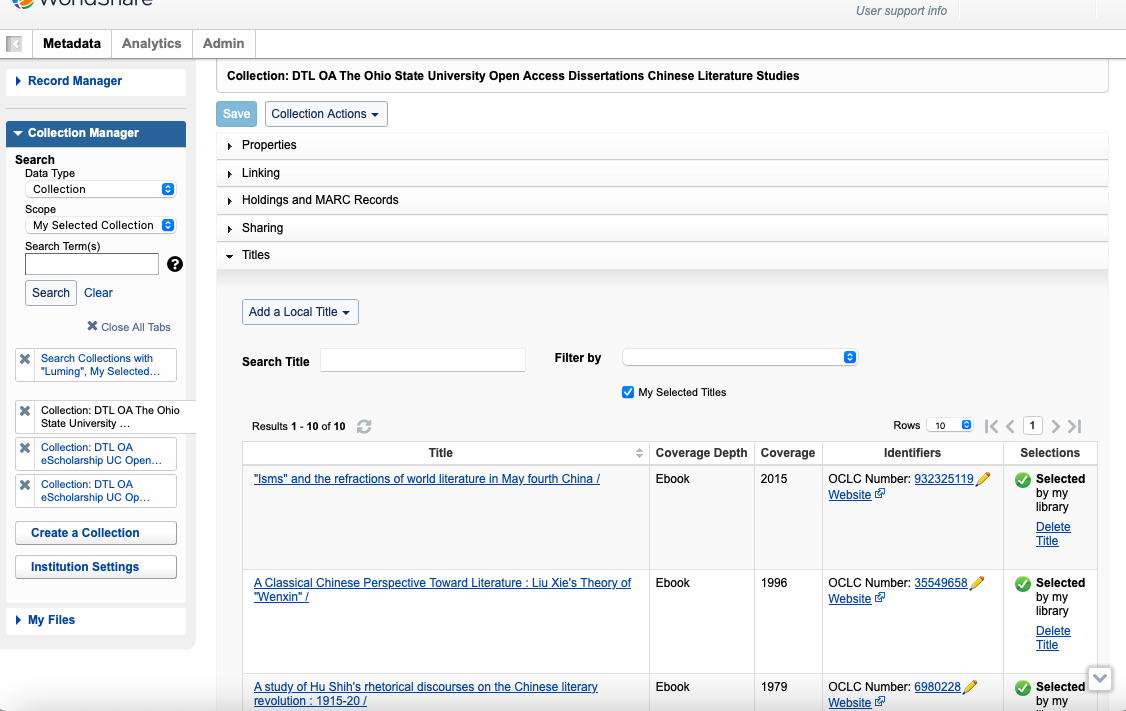 WorldShare
User support info
Metadata
Analytics
Admin
Record Manager
Collection Manager
Search
Data Type
Collection
Scope
My Selected Collection
Search Term(s)
?
Search
Clear
Close All Tabs
Search Collections with
"Luming", My Selected...
Collection: DTL OA The Ohio
State University ...
Collection: DTL OA
eScholarship UC Open...
Collection: DTL OA
eScholarship UC Op...
Create a Collection
Institution Settings
My Files
Collection: DTL OA The Ohio State University Open Access Dissertations Chinese Literature Studies
Save
Collection Actions
Properties
Linking
Holdings and MARC Records
Sharing
Titles
Add a Local Title
Search Title
Filter by
My Selected Titles
Results 1 - 10 of 10
Rows 10
1
Title Coverage Depth Coverage Identifiers Selections
"Isms" and the refractions of world literature in May fourth China /
Ebook
2015
OCLC Number: 932325119
Website
Selected
by my
library
Delete
Title
A Classical Chinese Perspective Toward Literature : Liu Xie's Theory of
"Wenxin" /
Ebook
1996
OCLC Number: 35549658
Website
Selected
by my
library
Delete
Title
A study of Hu Shih's rhetorical discourses on the Chinese literary
revolution : 1915-20 /
Ebook
1979
OCLC Number: 6980228
Website
Selected
by my